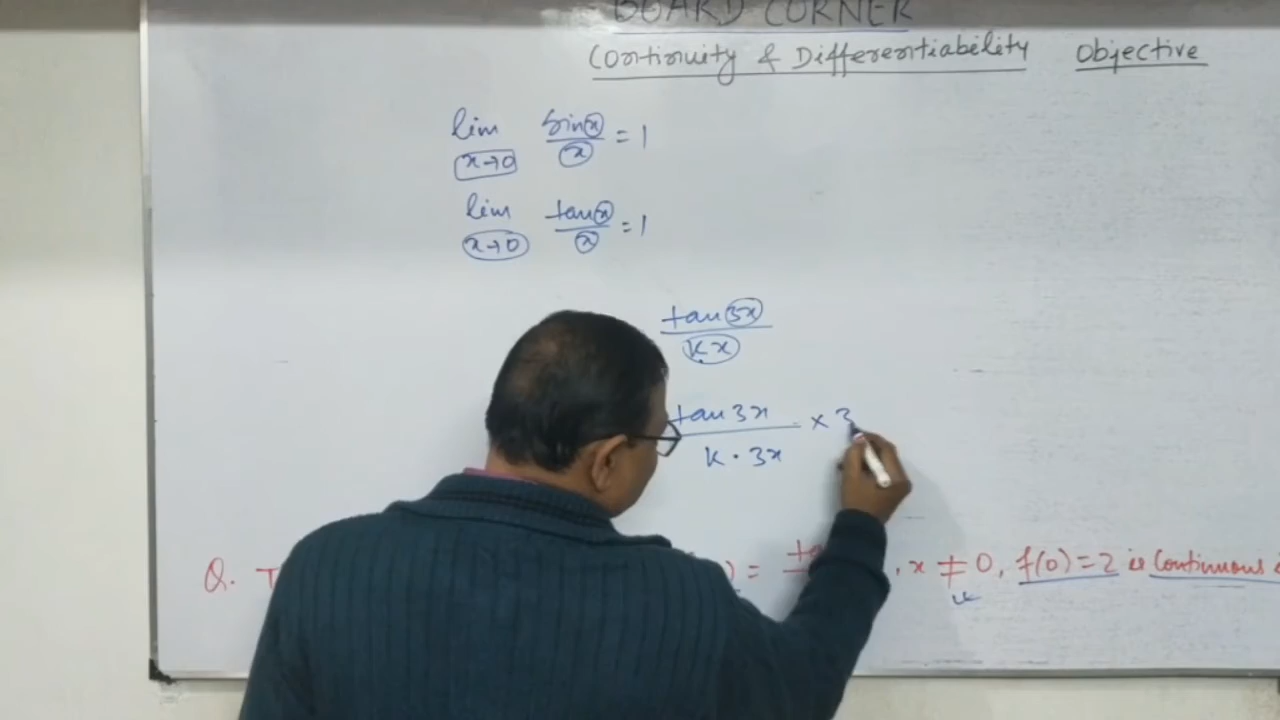 BOARD CORNER
Continuity & Differentiability Objective
lim x→0 sin x / x = 1
lim x→0 tan x / x = 1
tan 3x / kx
tan 3x / k · 3x × 3
Q. = x ≠ 0, f(0) = 2 is Continuous